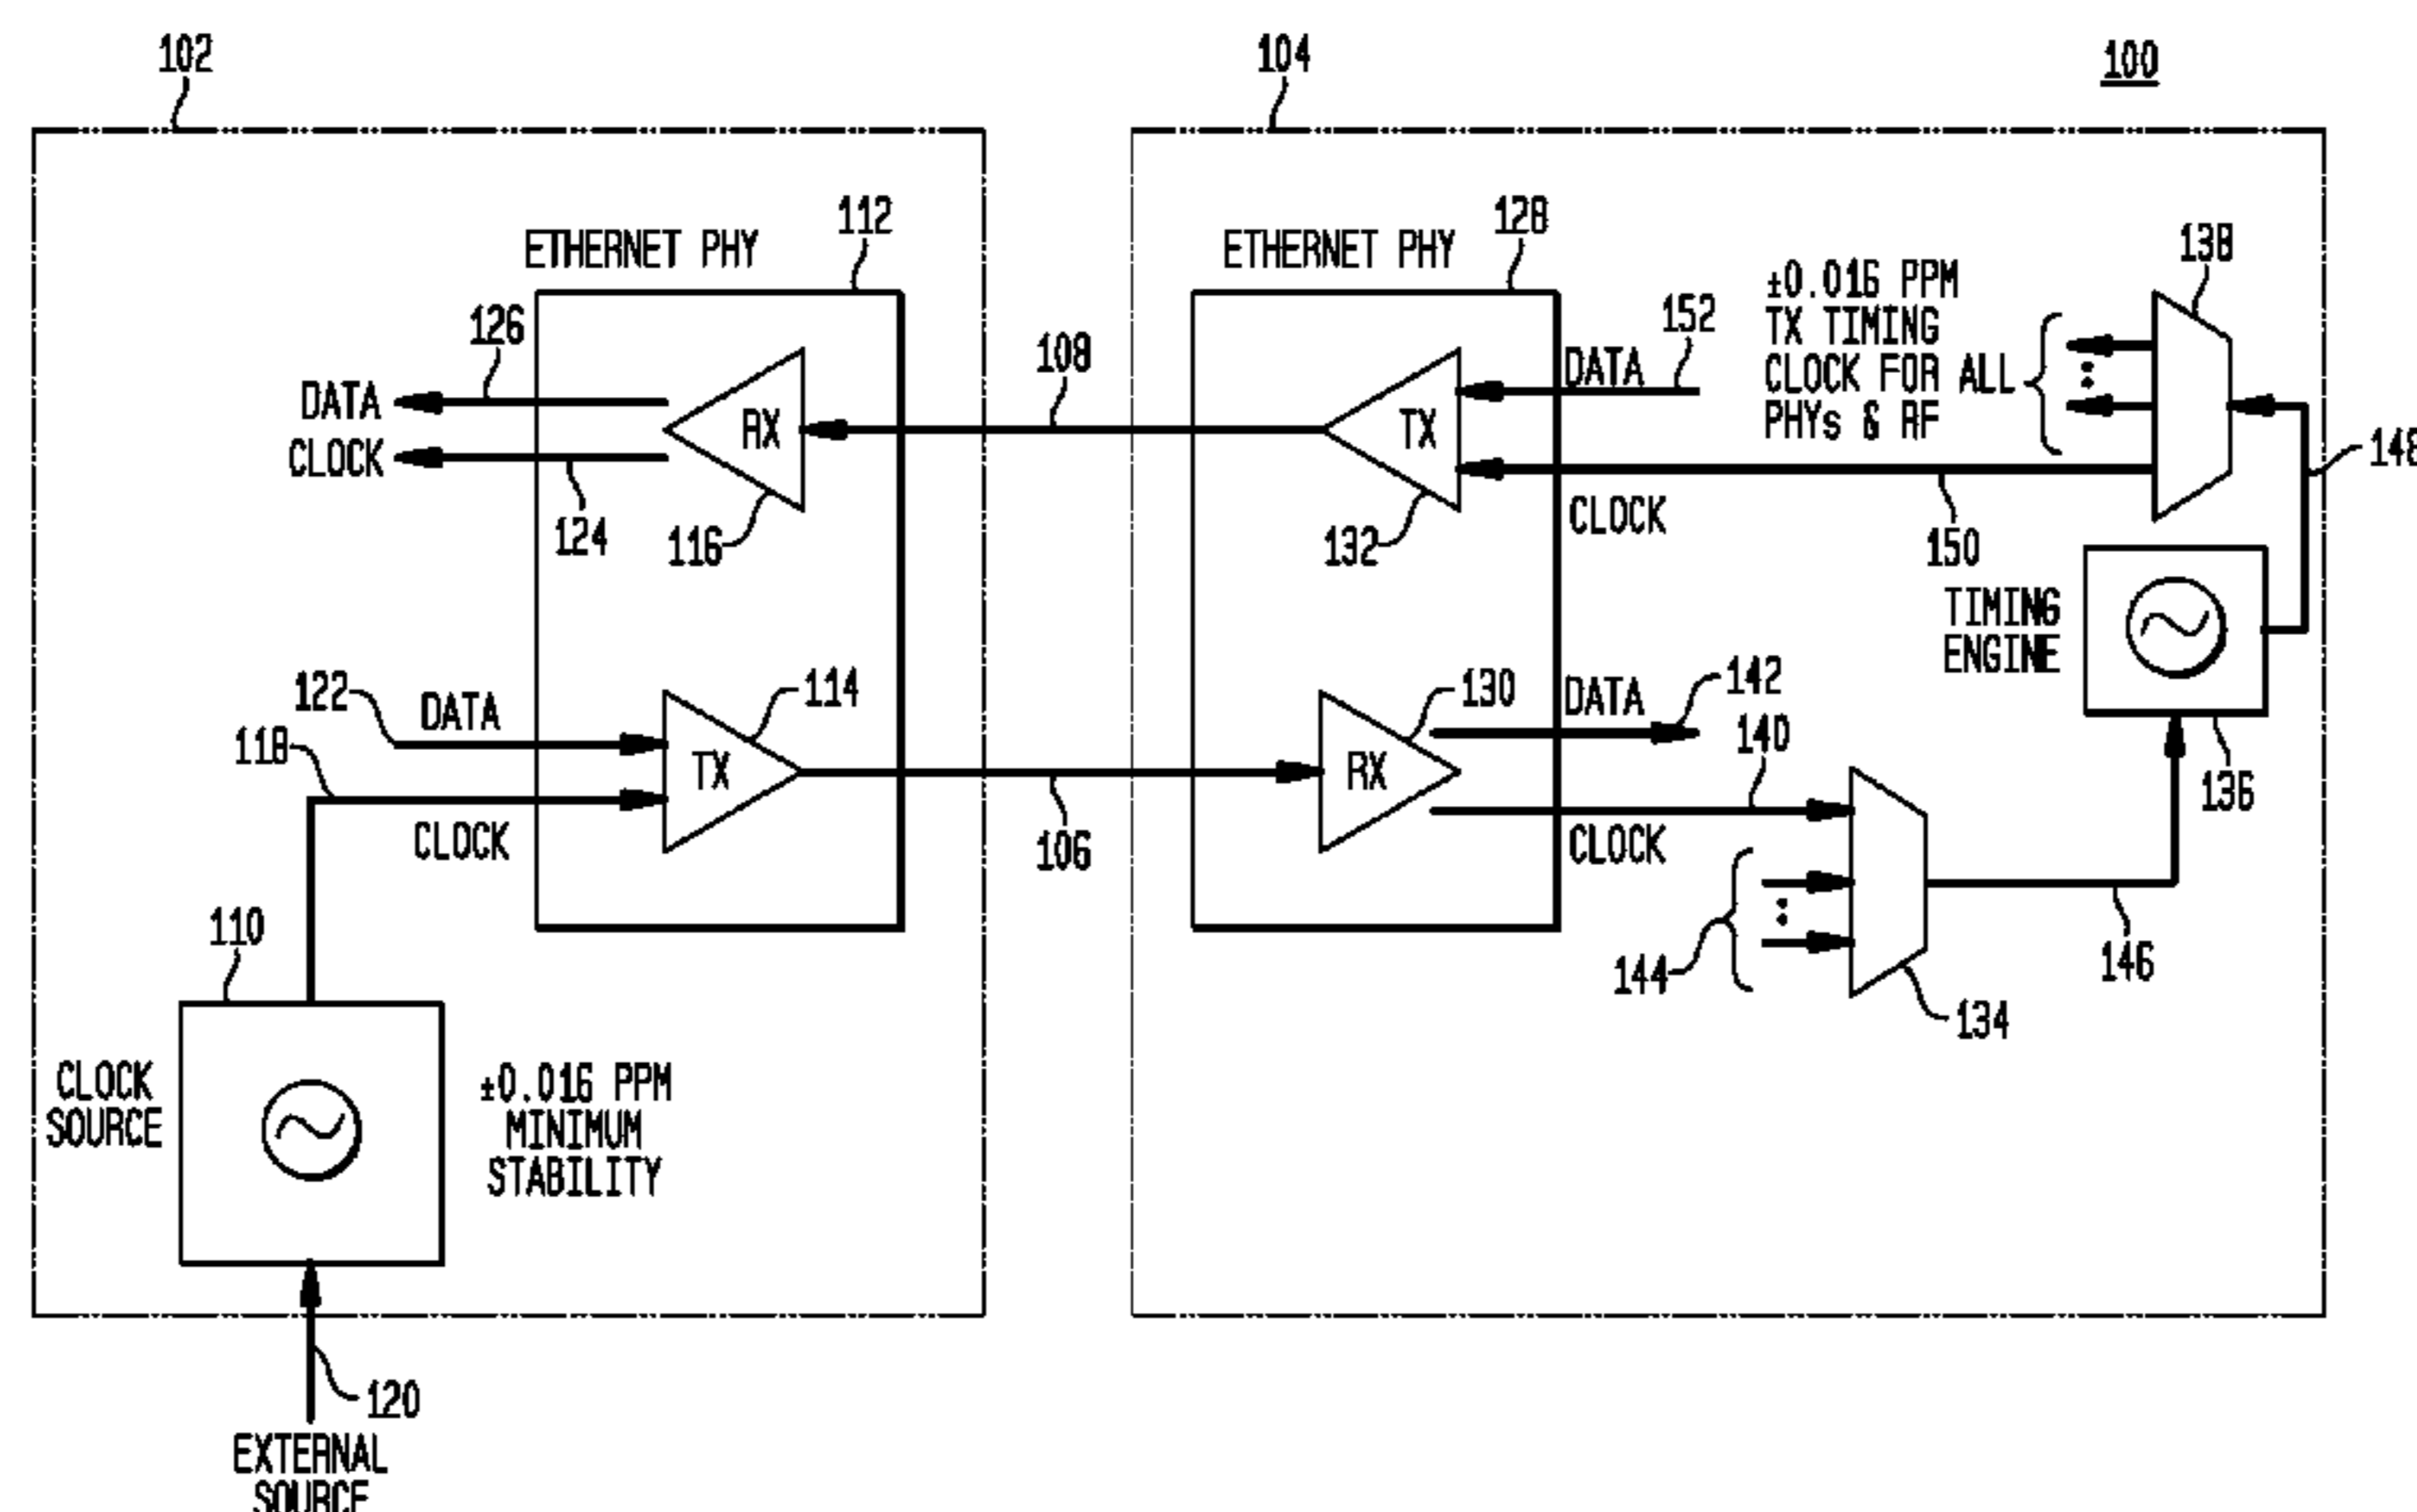 102
104
100
112
128
138
ETHERNET PHY
ETHERNET PHY
±0.016 PPM
TX TIMING
CLOCK FOR ALL
PHYs & RF
126
108
152
DATA
DATA
RX
TX
CLOCK
148
124
116
132
CLOCK
150
TIMING
ENGINE
122
DATA
114
130
DATA
142
118
140
TX
RX
136
CLOCK
106
CLOCK
110
144
146
134
CLOCK
SOURCE
±0.016 PPM
MINIMUM
STABILITY
120
EXTERNAL
SOURCE